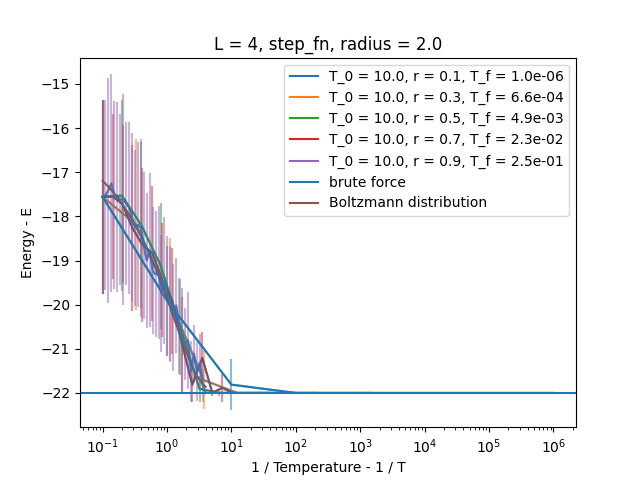 L = 4, step_fn, radius = 2.0
T_0 = 10.0, r = 0.1, T_f = 1.0e-06
T_0 = 10.0, r = 0.3, T_f = 6.6e-04
T_0 = 10.0, r = 0.5, T_f = 4.9e-03
T_0 = 10.0, r = 0.7, T_f = 2.3e-02
T_0 = 10.0, r = 0.9, T_f = 2.5e-01
brute force
Boltzmann distribution
Energy - E
−15
−16
−17
−18
−19
−20
−21
−22
10⁻¹ 10⁰ 10¹ 10² 10³ 10⁴ 10⁵ 10⁶
1 / Temperature - 1 / T